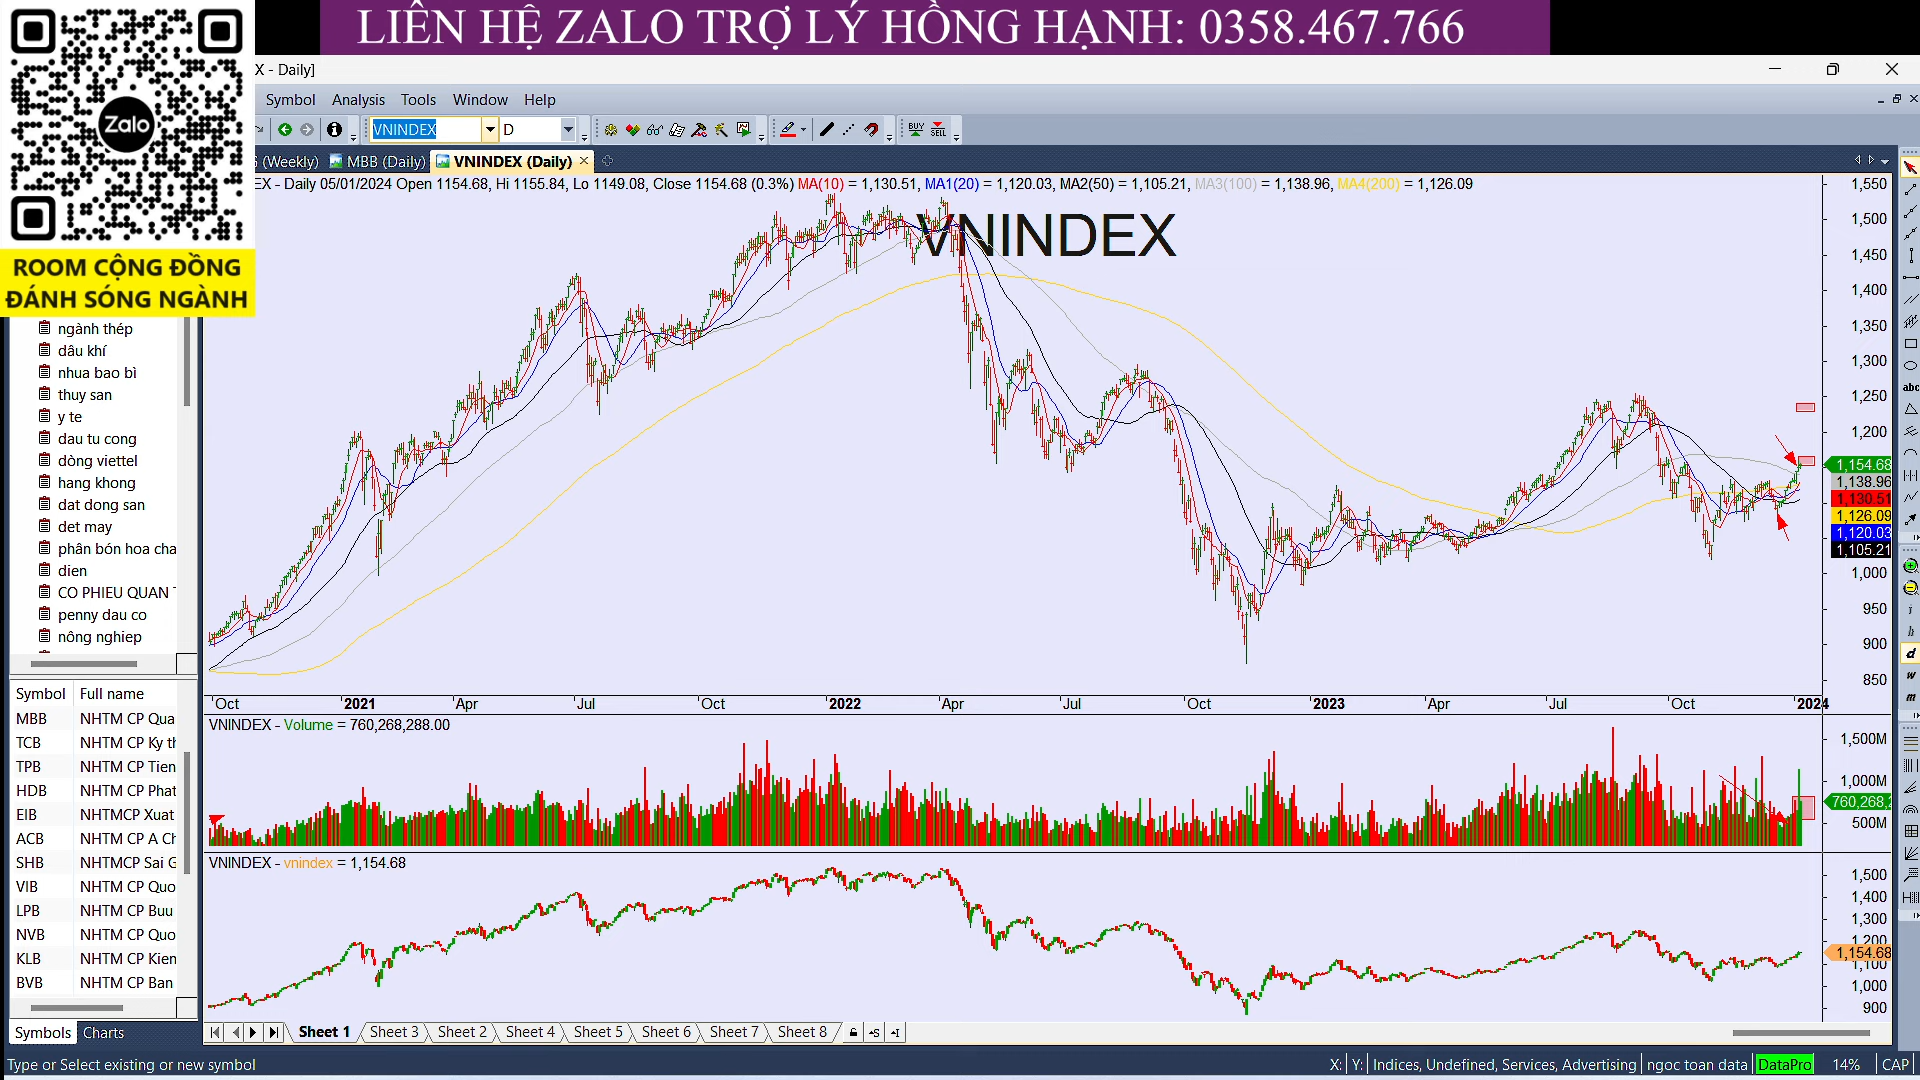 LIÊN HỆ ZALO TRỢ LÝ HỒNG HẠNH: 0358.467.766
Zalo
ROOM CỘNG ĐỒNG
ĐÁNH SÓNG NGÀNH
X - Daily]
Symbol Analysis Tools Window Help
VNINDEX D
BUY SELL
(Weekly) MBB (Daily) VNINDEX (Daily)
EX - Daily 05/01/2024 Open 1154.68, Hi 1155.84, Lo 1149.08, Close 1154.68 (0.3%) MA(10) = 1,130.51, MA1(20) = 1,120.03, MA2(50) = 1,105.21, MA3(100) = 1,138.96, MA4(200) = 1,126.09
VNINDEX
1,550
1,500
1,450
1,400
1,350
1,300
1,250
1,200
1,154.68
1,138.96
1,130.51
1,126.09
1,120.03
1,105.21
1,000
950
900
850
Oct 2021 Apr Jul Oct 2022 Apr Jul Oct 2023 Apr Jul Oct 2024
VNINDEX - Volume = 760,268,288.00
1,500M
1,000M
760,268,2
500M
VNINDEX - vnindex = 1,154.68
1,500
1,400
1,300
1,200
1,154.68
1,100
1,000
900
ngành thép
dâu khí
nhua bao bì
thuy san
y te
dau tu cong
dòng viettel
hang khong
dat dong san
det may
phân bón hoa cha
dien
CO PHIEU QUAN T
penny dau co
nông nghiep
Symbol Full name
MBB NHTM CP Qua
TCB NHTM CP Ky th
TPB NHTM CP Tien
HDB NHTM CP Phat
EIB NHTMCP Xuat
ACB NHTM CP A Ch
SHB NHTMCP Sai G
VIB NHTM CP Quo
LPB NHTM CP Buu
NVB NHTM CP Quo
KLB NHTM CP Kien
BVB NHTM CP Ban
Symbols Charts
Sheet 1 Sheet 3 Sheet 2 Sheet 4 Sheet 5 Sheet 6 Sheet 7 Sheet 8
abc
d
w
m
Type or Select existing or new symbol
X: Y: Indices, Undefined, Services, Advertising ngoc toan data DataPro 14% CAP